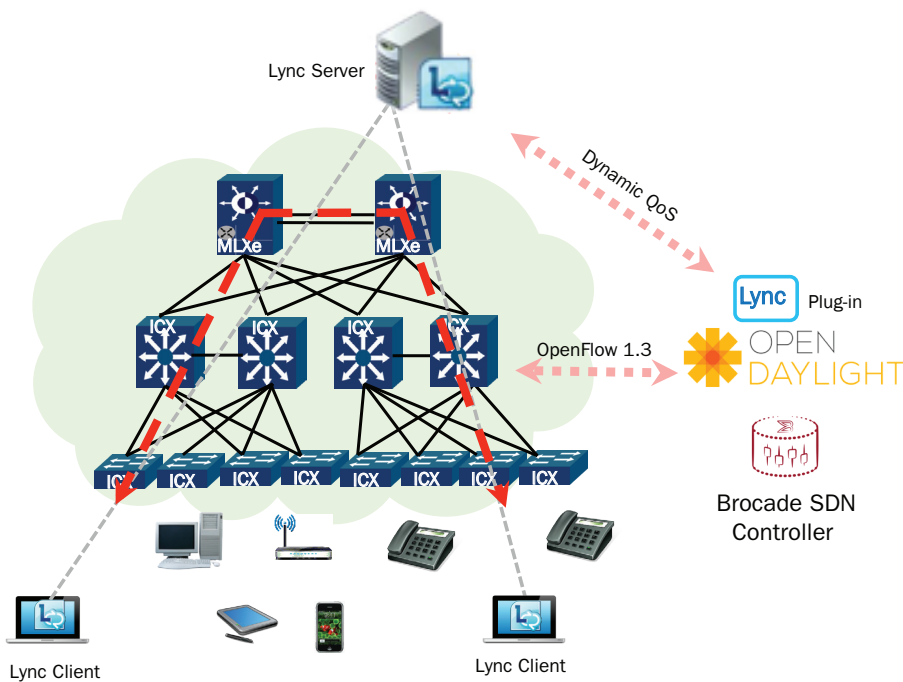 Lync Server
Dynamic QoS
MLXe
MLXe
Lync
Plug-in
ICX
ICX
ICX
ICX
OpenFlow 1.3
OPEN
DAYLIGHT
ICX
ICX
ICX
ICX
ICX
ICX
ICX
ICX
Brocade SDN
Controller
Lync Client
Lync Client